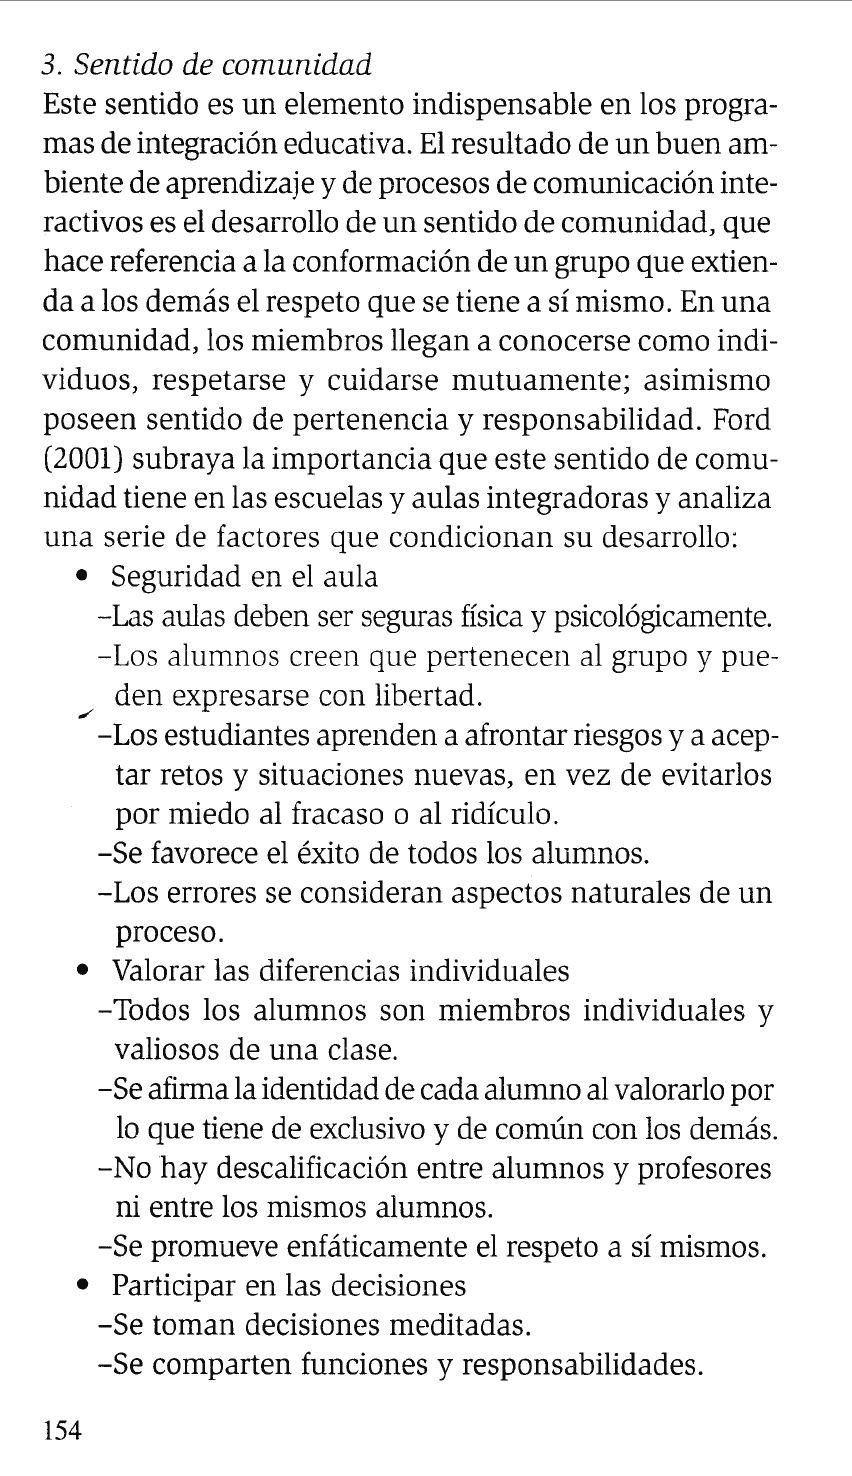 3. Sentido de comunidad
Este sentido es un elemento indispensable en los progra-
mas de integración educativa. El resultado de un buen am-
biente de aprendizaje y de procesos de comunicación inte-
ractivos es el desarrollo de un sentido de comunidad, que
hace referencia a la conformación de un grupo que extien-
da a los demás el respeto que se tiene a sí mismo. En una
comunidad, los miembros llegan a conocerse como indi-
viduos, respetarse y cuidarse mutuamente; asimismo
poseen sentido de pertenencia y responsabilidad. Ford
(2001) subraya la importancia que este sentido de comu-
nidad tiene en las escuelas y aulas integradoras y analiza
una serie de factores que condicionan su desarrollo:
• Seguridad en el aula
–Las aulas deben ser seguras física y psicológicamente.
–Los alumnos creen que pertenecen al grupo y pue-
den expresarse con libertad.
–Los estudiantes aprenden a afrontar riesgos y a acep-
tar retos y situaciones nuevas, en vez de evitarlos
por miedo al fracaso o al ridículo.
–Se favorece el éxito de todos los alumnos.
–Los errores se consideran aspectos naturales de un
proceso.
• Valorar las diferencias individuales
–Todos los alumnos son miembros individuales y
valiosos de una clase.
–Se afirma la identidad de cada alumno al valorarlo por
lo que tiene de exclusivo y de común con los demás.
–No hay descalificación entre alumnos y profesores
ni entre los mismos alumnos.
–Se promueve enfáticamente el respeto a sí mismos.
• Participar en las decisiones
–Se toman decisiones meditadas.
–Se comparten funciones y responsabilidades.
154